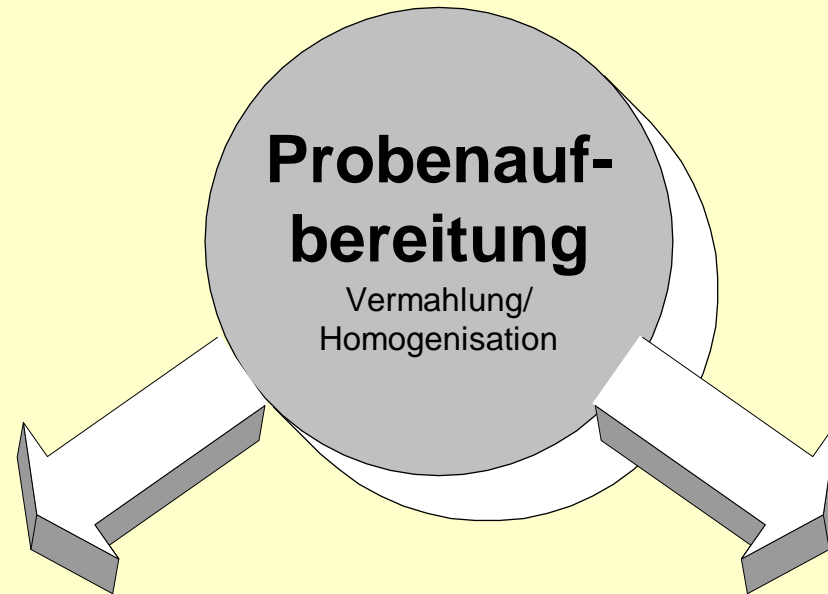 Probenauf-
bereitung
Vermahlung/
Homogenisation